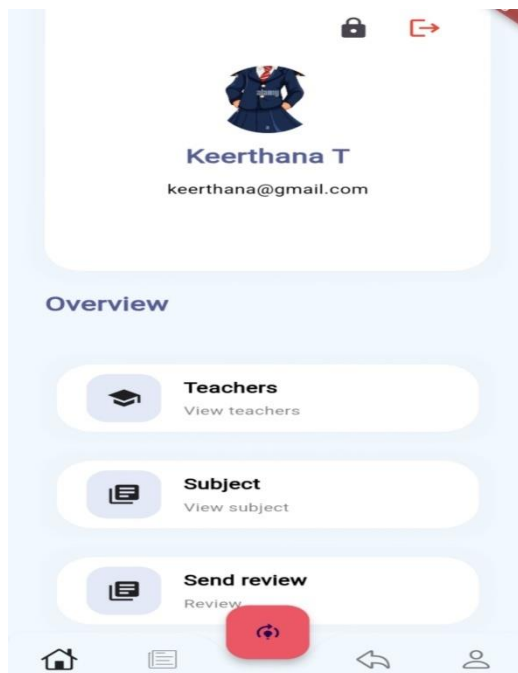 Keerthana T
keerthana@gmail.com
Overview
Teachers
View teachers
Subject
View subject
Send review
Review